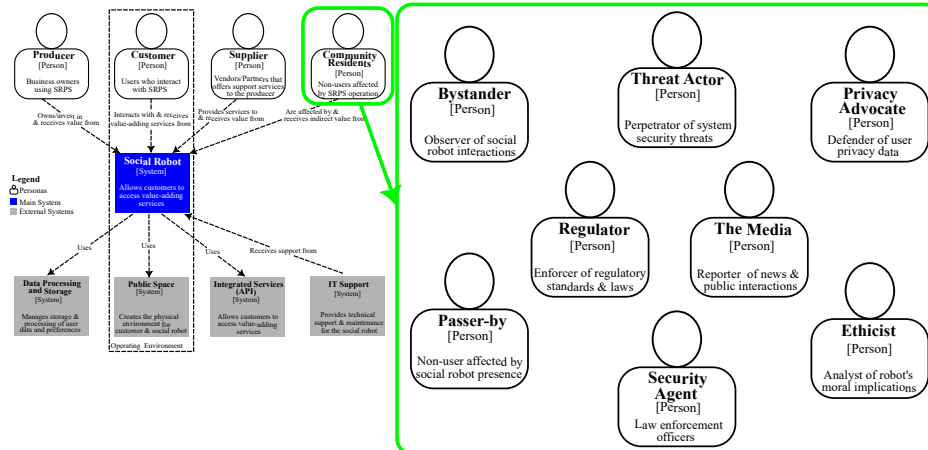 Producer
[Person]
Business owners
using SRPS
Customer
[Person]
Users who interact
with SRPS
Supplier
[Person]
Vendors/Partners that
offers support services
to the producer
Community
Residents
[Person]
Non-users affected
by SRPS operation
Owns/invest in
& receives value from
Interacts with & receives
value-adding services from
Provides services to
& receives value from
Are affected by &
receives indirect value from
Social Robot
[System]
Allows customers to
access value-adding
services
Legend
Personas
Main System
External Systems
Uses
Uses
Uses
Receives support from
Data Processing
and Storage
[System]
Manages storage &
processing of user
data and preferences
Public Space
[System]
Creates the physical
environment for
customer & social robot
Integrated Services
(API)
[System]
Allows customers to
access value-adding
services
IT Support
[System]
Provides technical
support & maintenance
for the social robot
Operating Environment
Bystander
[Person]
Observer of social
robot interactions
Threat Actor
[Person]
Perpetrator of system
security threats
Privacy
Advocate
[Person]
Defender of user
privacy data
Regulator
[Person]
Enforcer of regulatory
standards & laws
The Media
[Person]
Reporter of news &
public interactions
Passer-by
[Person]
Non-user affected by
social robot presence
Security
Agent
[Person]
Law enforcement
officers
Ethicist
[Person]
Analyst of robot's
moral implications